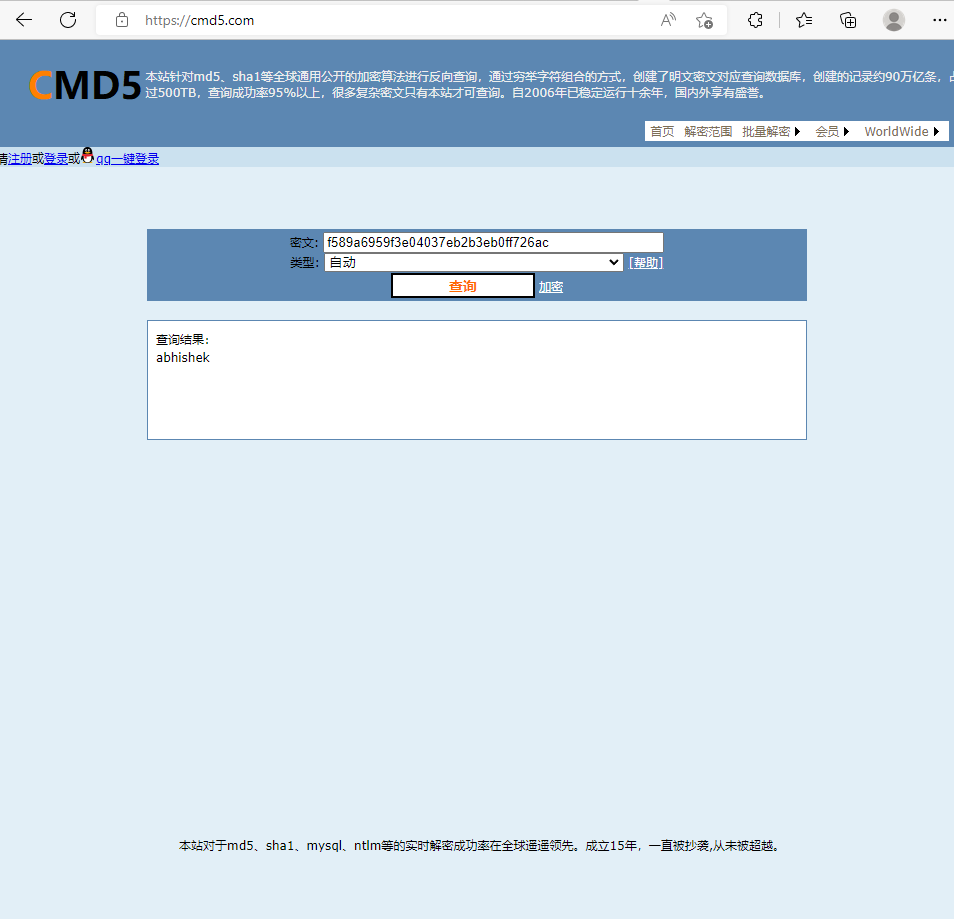 https://cmd5.com
CMD5
本站针对md5、sha1等全球通用公开的加密算法进行反向查询，通过穷举字符组合的方式，创建了明文密文对应查询数据库，创建的记录约90万亿条，
过500TB，查询成功率95%以上，很多复杂密文只有本站才可查询。自2006年已稳定运行十余年，国内外享有盛誉。
首页 解密范围 批量解密 会员 WorldWide
注册或登录或qq一键登录
密文: f589a6959f3e04037eb2b3eb0ff726ac
类型: 自动 [帮助]
查询 加密
查询结果:
abhishek
本站对于md5、sha1、mysql、ntlm等的实时解密成功率在全球遥遥领先。成立15年，一直被抄袭,从未被超越。